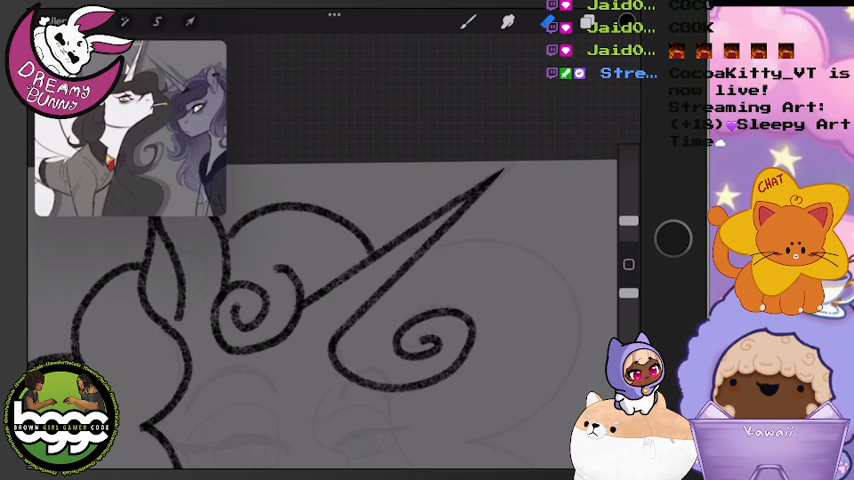 DREAMY
BUNNY
JaidO...
JaidO... COOK
JaidO...
Stre... CocoaKitty_VT is
now live!
Streaming Art:
(+18)💜Sleepy Art
Time☁️
CHAT
Kawaii
bggc
BROWN GIRL GAMER CODE